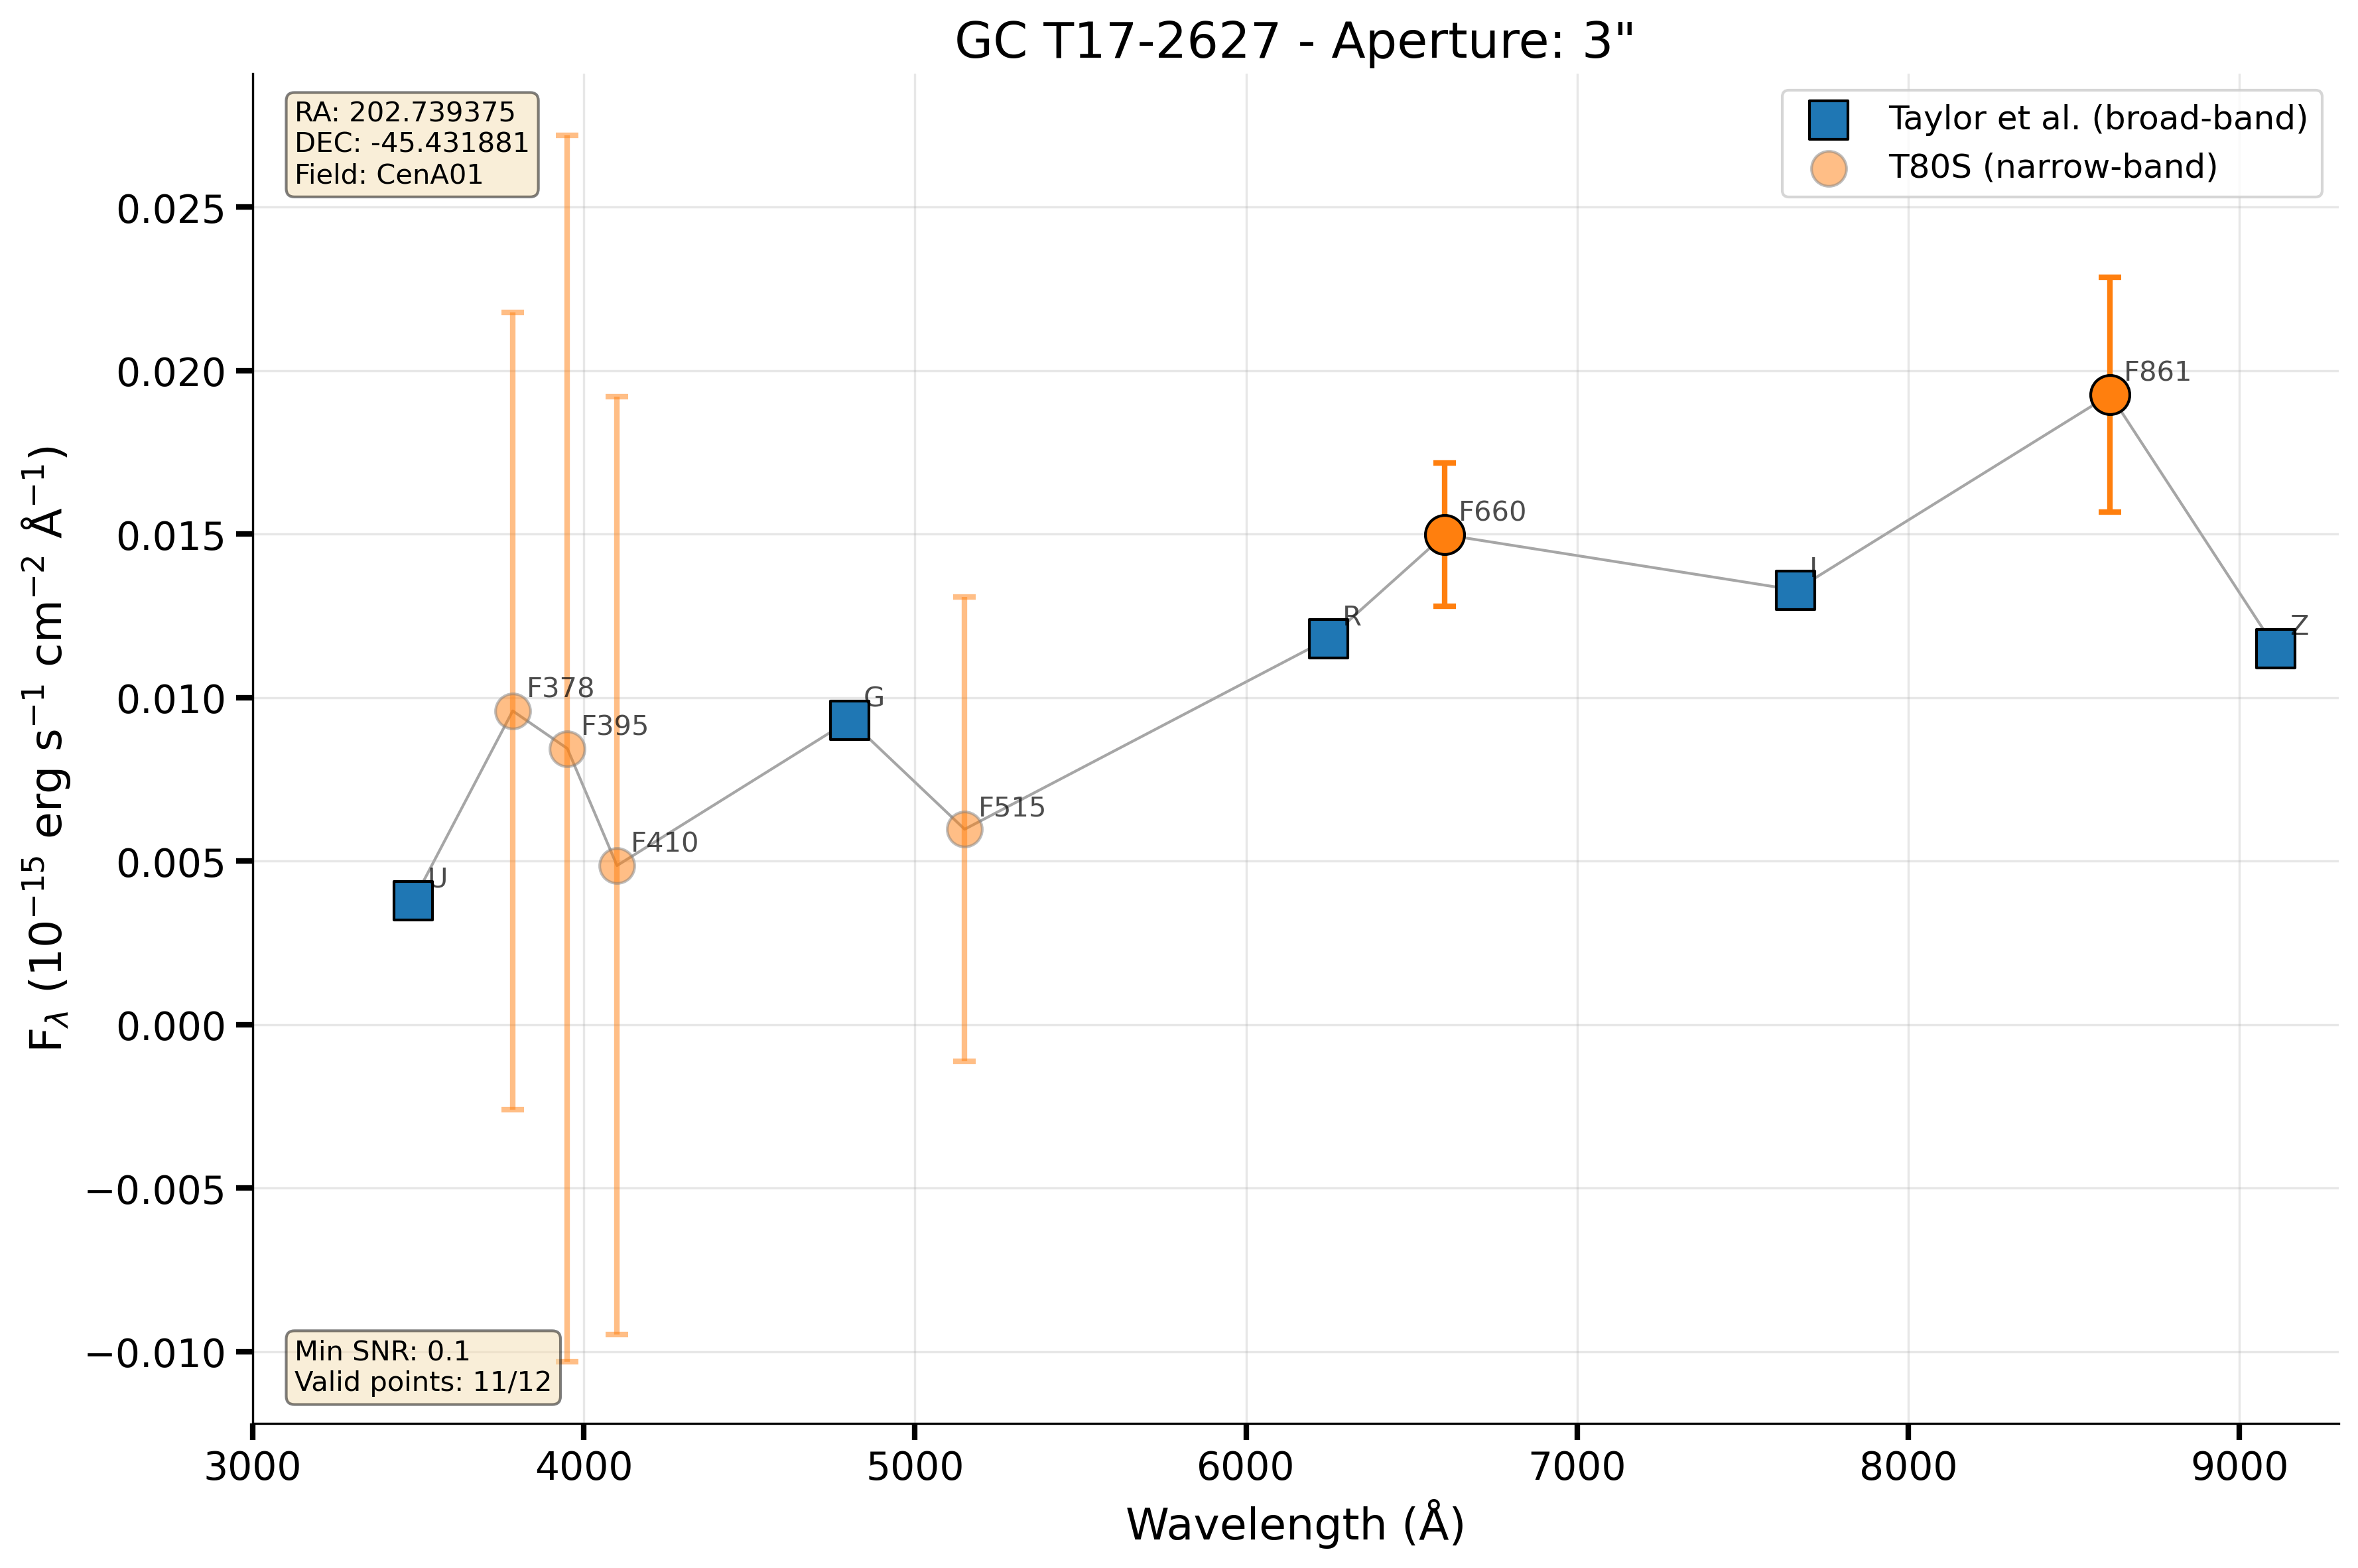 GC T17-2627 - Aperture: 3"
RA: 202.739375
DEC: -45.431881
Field: CenA01
Taylor et al. (broad-band)
T80S (narrow-band)
0.025
0.020
0.015
0.010
0.005
0.000
−0.005
−0.010
F_λ (10⁻¹⁵ erg s⁻¹ cm⁻² Å⁻¹)
U
F378
F395
F410
G
F515
R
F660
I
F861
Z
Min SNR: 0.1
Valid points: 11/12
3000
4000
5000
6000
7000
8000
9000
Wavelength (Å)